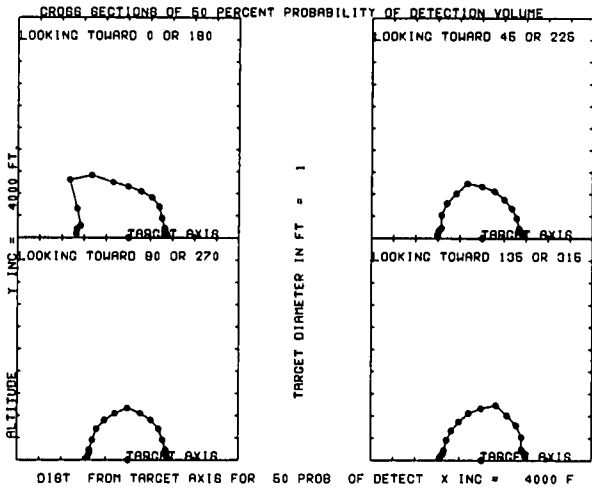 CROSS SECTIONS OF 50 PERCENT PROBABILITY OF DETECTION VOLUME
LOOKING TOWARD 0 OR 180
LOOKING TOWARD 45 OR 225
ALTITUDE Y INC = 4000 FT.
TARGET DIAMETER IN FT = 1
TARGET AXIS
TARGET AXIS
LOOKING TOWARD 90 OR 270
LOOKING TOWARD 135 OR 315
TARGET AXIS
TARGET AXIS
DIST FROM TARGET AXIS FOR 50 PROB OF DETECT X INC = 4000 F